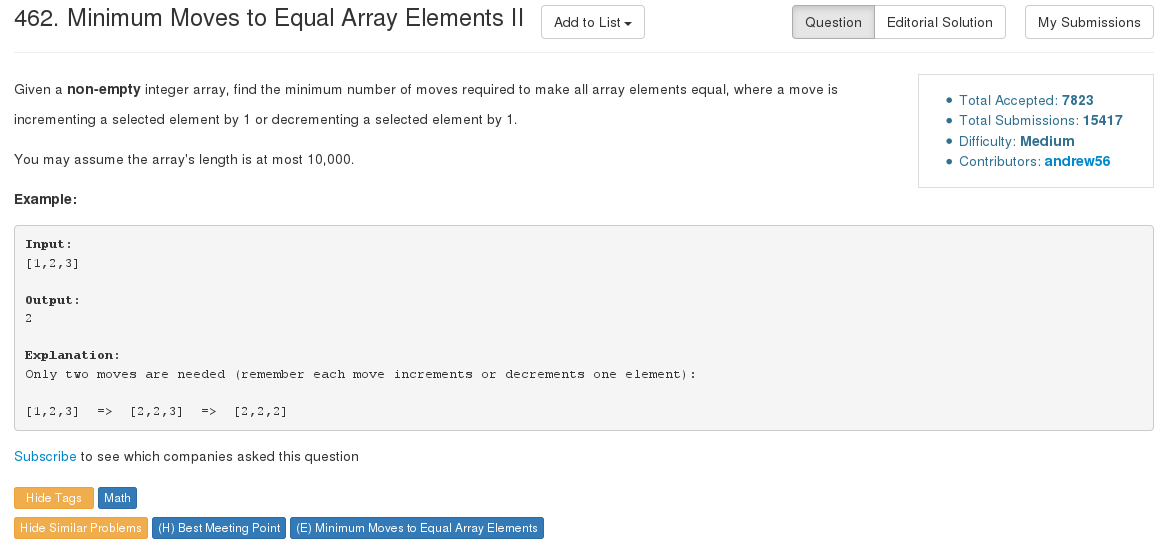 462. Minimum Moves to Equal Array Elements II
Add to List
Question
Editorial Solution
My Submissions
Given a non-empty integer array, find the minimum number of moves required to make all array elements equal, where a move is
incrementing a selected element by 1 or decrementing a selected element by 1.
You may assume the array's length is at most 10,000.
• Total Accepted: 7823
• Total Submissions: 15417
• Difficulty: Medium
• Contributors: andrew56
Example:
Input:
[1,2,3]
Output:
2
Explanation:
Only two moves are needed (remember each move increments or decrements one element):
[1,2,3]  =>  [2,2,3]  =>  [2,2,2]
Subscribe to see which companies asked this question
Hide Tags Math
Hide Similar Problems (H) Best Meeting Point (E) Minimum Moves to Equal Array Elements